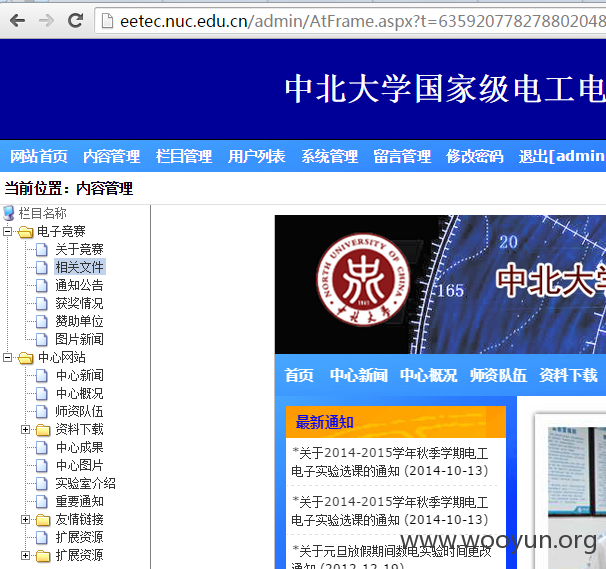 eetec.nuc.edu.cn/admin/AtFrame.aspx?t=635920778278802048
中北大学国家级电工电
网站首页 内容管理 栏目管理 用户列表 系统管理 留言管理 修改密码 退出[admin
当前位置：内容管理
栏目名称
电子竞赛
关于竞赛
相关文件
通知公告
获奖情况
赞助单位
图片新闻
中心网站
中心新闻
中心概况
师资队伍
资料下载
中心成果
中心图片
实验室介绍
重要通知
友情链接
扩展资源
扩展资源
NORTH UNIVERSITY OF CHINA
1941
中北大学
20
165
中北大学
首页 中心新闻 中心概况 师资队伍 资料下载
最新通知
*关于2014-2015学年秋季学期电工
电子实验选课的通知 (2014-10-13)
*关于2014-2015学年秋季学期电工
电子实验选课的通知 (2014-10-13)
*关于元旦放假期间数电实验时间更改
的通知 (2012-12-19)
www.wooyun.org